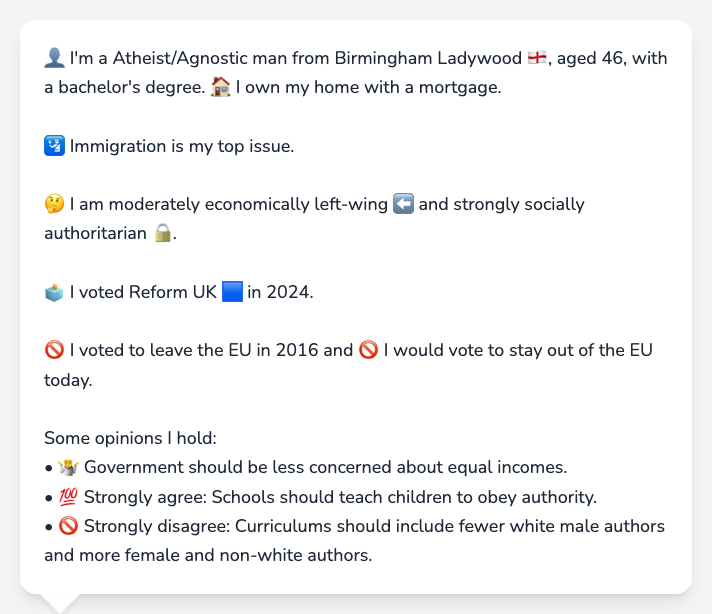 👤 I'm a Atheist/Agnostic man from Birmingham Ladywood 🏴󠁧󠁢󠁥󠁮󠁧󠁿, aged 46, with
a bachelor's degree. 🏠 I own my home with a mortgage.
🛂 Immigration is my top issue.
🤔 I am moderately economically left-wing ⬅️ and strongly socially
authoritarian 🔒.
🗳️ I voted Reform UK 🟦 in 2024.
🚫 I voted to leave the EU in 2016 and 🚫 I would vote to stay out of the EU
today.
Some opinions I hold:
• 🤷 Government should be less concerned about equal incomes.
• 💯 Strongly agree: Schools should teach children to obey authority.
• 🚫 Strongly disagree: Curriculums should include fewer white male authors
and more female and non-white authors.